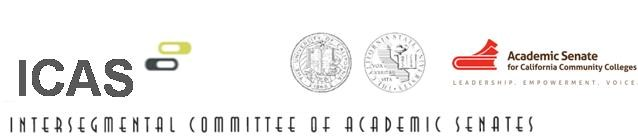 ICAS
Academic Senate
for California Community Colleges
LEADERSHIP. EMPOWERMENT. VOICE.
INTERSEGMENTAL COMMITTEE OF ACADEMIC SENATES